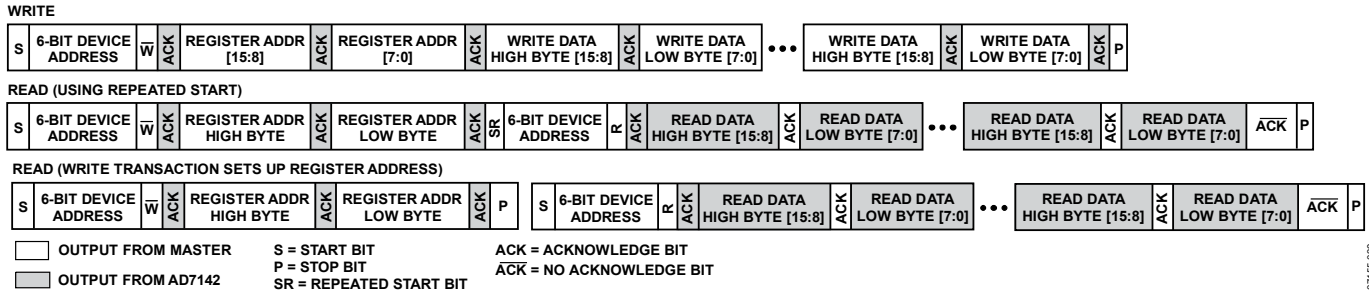 WRITE
S 6-BIT DEVICE ADDRESS W̅ ACK REGISTER ADDR [15:8] ACK REGISTER ADDR [7:0] ACK WRITE DATA HIGH BYTE [15:8] ACK WRITE DATA LOW BYTE [7:0] ••• WRITE DATA HIGH BYTE [15:8] ACK WRITE DATA LOW BYTE [7:0] ACK P
READ (USING REPEATED START)
S 6-BIT DEVICE ADDRESS W̅ ACK REGISTER ADDR HIGH BYTE ACK REGISTER ADDR LOW BYTE ACK SR 6-BIT DEVICE ADDRESS R ACK READ DATA HIGH BYTE [15:8] ACK READ DATA LOW BYTE [7:0] ••• READ DATA HIGH BYTE [15:8] ACK READ DATA LOW BYTE [7:0] A̅C̅K̅ P
READ (WRITE TRANSACTION SETS UP REGISTER ADDRESS)
S 6-BIT DEVICE ADDRESS W̅ ACK REGISTER ADDR HIGH BYTE ACK REGISTER ADDR LOW BYTE ACK P S 6-BIT DEVICE ADDRESS R ACK READ DATA HIGH BYTE [15:8] ACK READ DATA LOW BYTE [7:0] ••• READ DATA HIGH BYTE [15:8] ACK READ DATA LOW BYTE [7:0] A̅C̅K̅ P
OUTPUT FROM MASTER
OUTPUT FROM AD7142
S = START BIT
P = STOP BIT
SR = REPEATED START BIT
ACK = ACKNOWLEDGE BIT
A̅C̅K̅ = NO ACKNOWLEDGE BIT